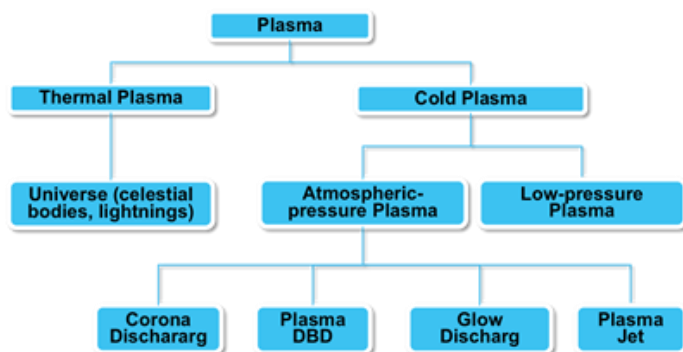 Plasma
Thermal Plasma
Cold Plasma
Universe (celestial
bodies, lightnings)
Atmospheric-
pressure Plasma
Low-pressure
Plasma
Corona
Dischararg
Plasma
DBD
Glow
Discharg
Plasma
Jet